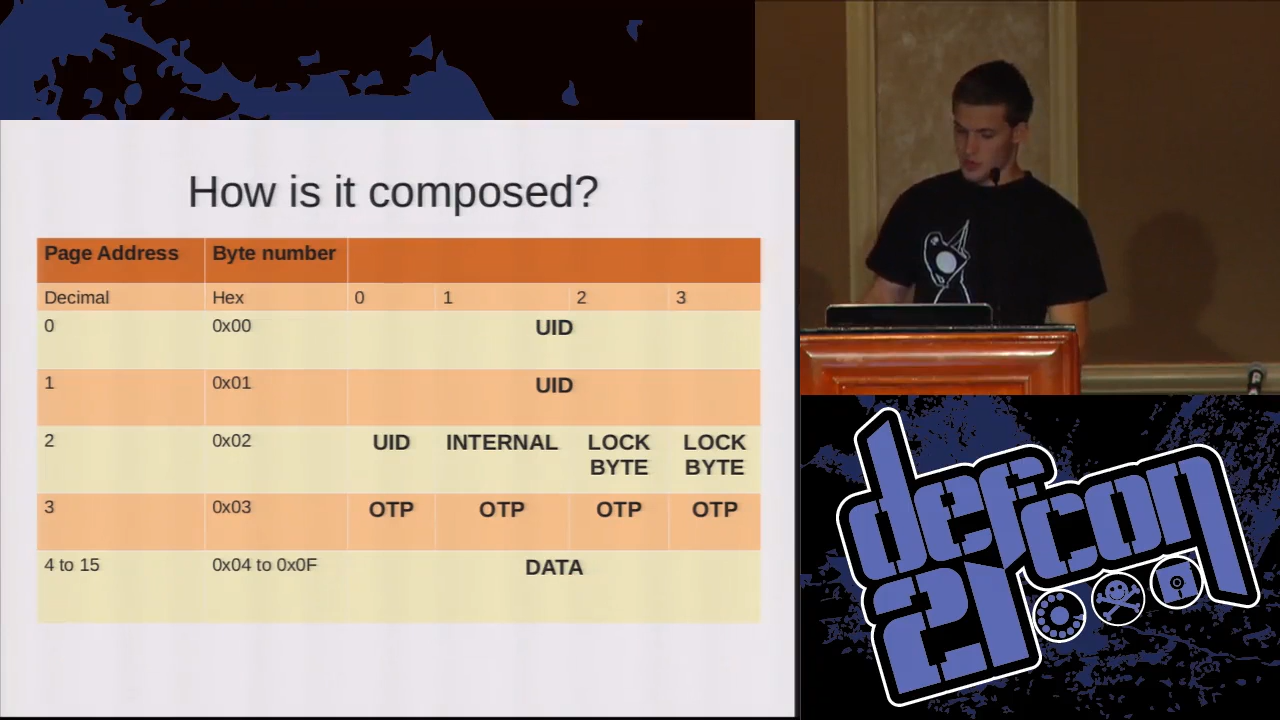 How is it composed?
Page Address Byte number
Decimal Hex 0 1 2 3
0 0x00 UID
1 0x01 UID
2 0x02 UID INTERNAL LOCK BYTE LOCK BYTE
3 0x03 OTP OTP OTP OTP
4 to 15 0x04 to 0x0F DATA
defcon
21